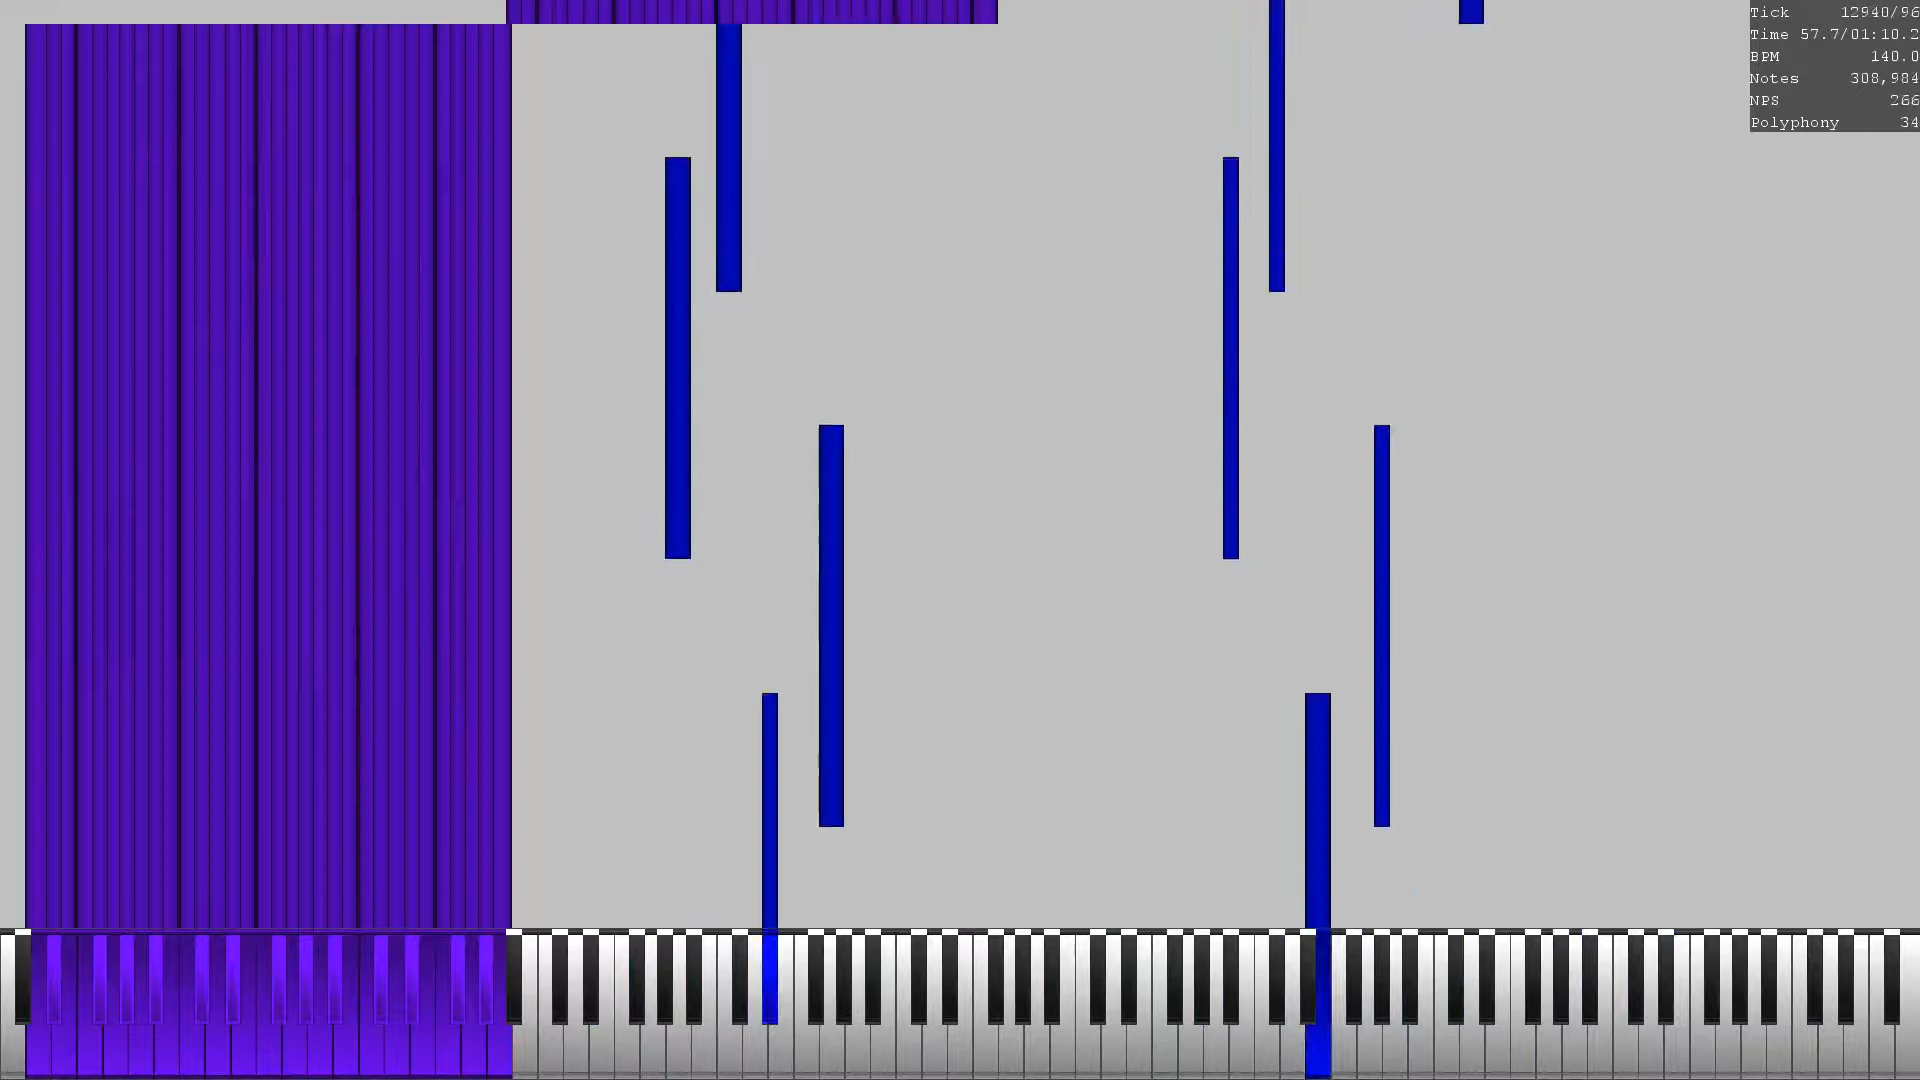 Tick 12940/96
Time 57.7/01:10.2
BPM 140.0
Notes 308,984
NPS 266
Polyphony 34